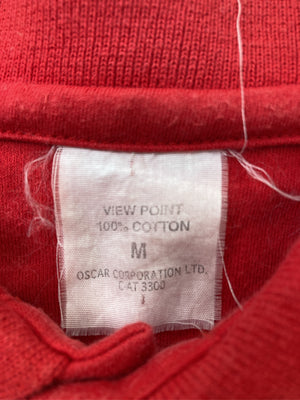 VIEW POINT
100% COTTON
M
OSCAR CORPORATION LTD.
CAT 3300